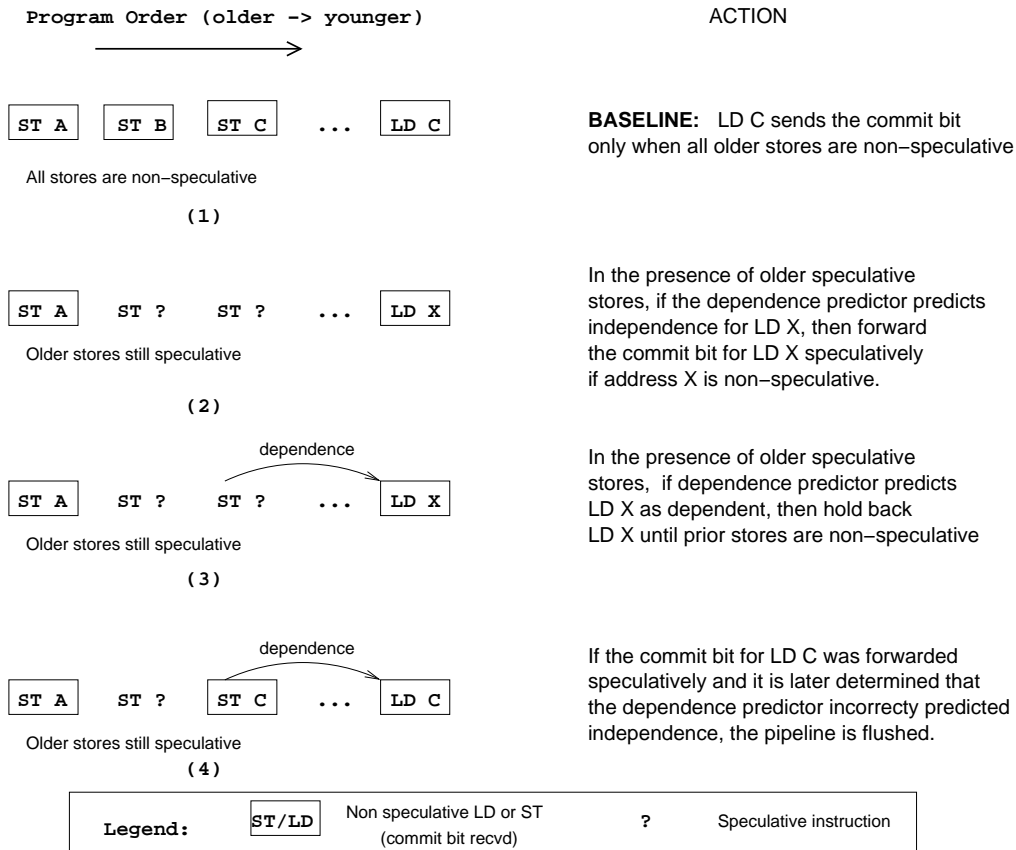 Program Order (older -> younger)
ACTION
ST A ST B ST C ... LD C
All stores are non-speculative
(1)
BASELINE: LD C sends the commit bit
only when all older stores are non-speculative
ST A ST ? ST ? ... LD X
Older stores still speculative
(2)
In the presence of older speculative
stores, if the dependence predictor predicts
independence for LD X, then forward
the commit bit for LD X speculatively
if address X is non-speculative.
dependence
ST A ST ? ST ? ... LD X
Older stores still speculative
(3)
In the presence of older speculative
stores, if dependence predictor predicts
LD X as dependent, then hold back
LD X until prior stores are non-speculative
dependence
ST A ST ? ST C ... LD C
Older stores still speculative
(4)
If the commit bit for LD C was forwarded
speculatively and it is later determined that
the dependence predictor incorrecty predicted
independence, the pipeline is flushed.
Legend: ST/LD Non speculative LD or ST
(commit bit recvd)
? Speculative instruction